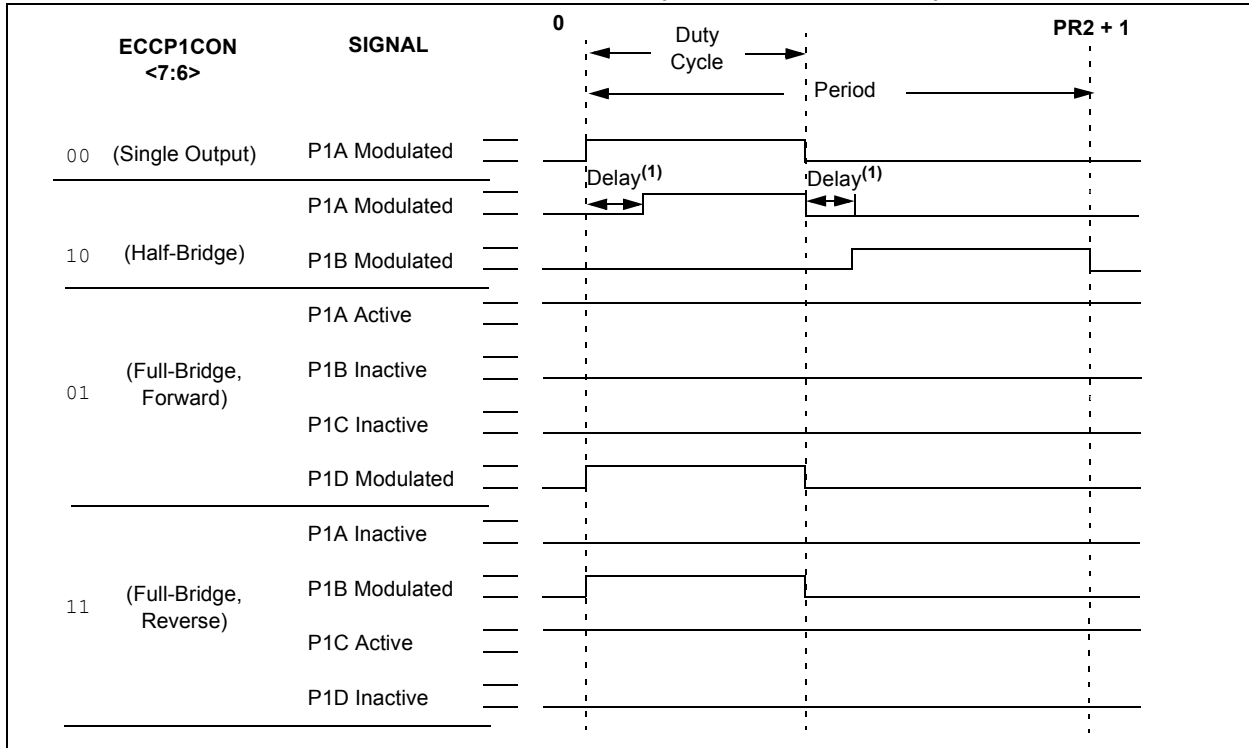 0
Duty
Cycle
PR2 + 1
ECCP1CON
<7:6>
SIGNAL
Period
00 (Single Output) P1A Modulated
Delay(1) Delay(1)
P1A Modulated
10 (Half-Bridge) P1B Modulated
P1A Active
01 (Full-Bridge,
Forward)
P1B Inactive
P1C Inactive
P1D Modulated
P1A Inactive
11 (Full-Bridge,
Reverse)
P1B Modulated
P1C Active
P1D Inactive